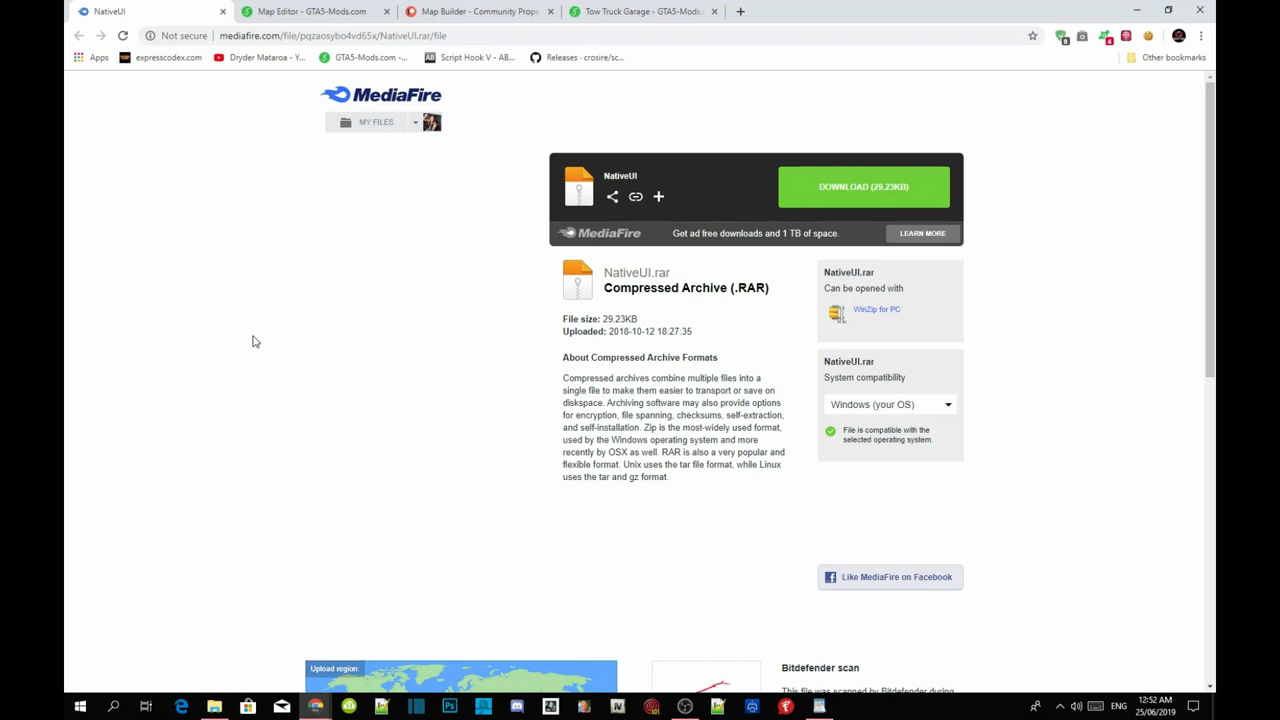 NativeUI
Map Editor - GTA5-Mods.com
Map Builder - Community Props
Tow Truck Garage - GTA5-Mods.c
Not secure
mediafire.com/file/pqzaosybo4vd65x/NativeUI.rar/file
Apps
expresscodex.com
Dryder Mataroa - Y...
GTA5-Mods.com -...
Script Hook V - AB...
Releases · crosire/sc...
Other bookmarks
MediaFire
MY FILES
NativeUI
DOWNLOAD (29.23KB)
MediaFire
Get ad free downloads and 1 TB of space.
LEARN MORE
NativeUI.rar
Compressed Archive (.RAR)
File size: 29.23KB
Uploaded: 2018-10-12 18:27:35
About Compressed Archive Formats
Compressed archives combine multiple files into a
single file to make them easier to transport or save on
diskspace. Archiving software may also provide options
for encryption, file spanning, checksums, self-extraction,
and self-installation. Zip is the most-widely used format,
used by the Windows operating system and more
recently by OSX as well. RAR is also a very popular and
flexible format. Unix uses the tar file format, while Linux
uses the tar and gz format.
NativeUI.rar
Can be opened with
WinZip for PC
NativeUI.rar
System compatibility
Windows (your OS)
File is compatible with the
selected operating system.
Like MediaFire on Facebook
Upload region:
Bitdefender scan
This file was scanned by Bitdefender during
ENG
12:52 AM
25/06/2019